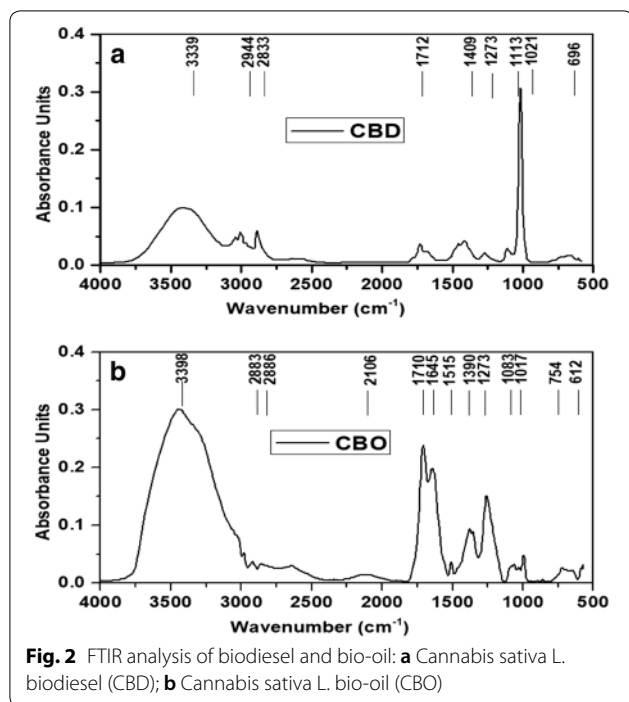 a
3339
2944
2833
1712
1409
1273
1113
1021
696
CBD
Absorbance Units
0.4
0.3
0.2
0.1
0.0
4000 3500 3000 2500 2000 1500 1000 500
Wavenumber (cm⁻¹)
b
3398
2883
2886
2106
1710
1645
1515
1390
1273
1083
1017
754
612
CBO
Absorbance Units
0.4
0.3
0.2
0.1
0.0
4000 3500 3000 2500 2000 1500 1000 500
Wavenumber (cm⁻¹)
Fig. 2 FTIR analysis of biodiesel and bio-oil: a Cannabis sativa L.
biodiesel (CBD); b Cannabis sativa L. bio-oil (CBO)